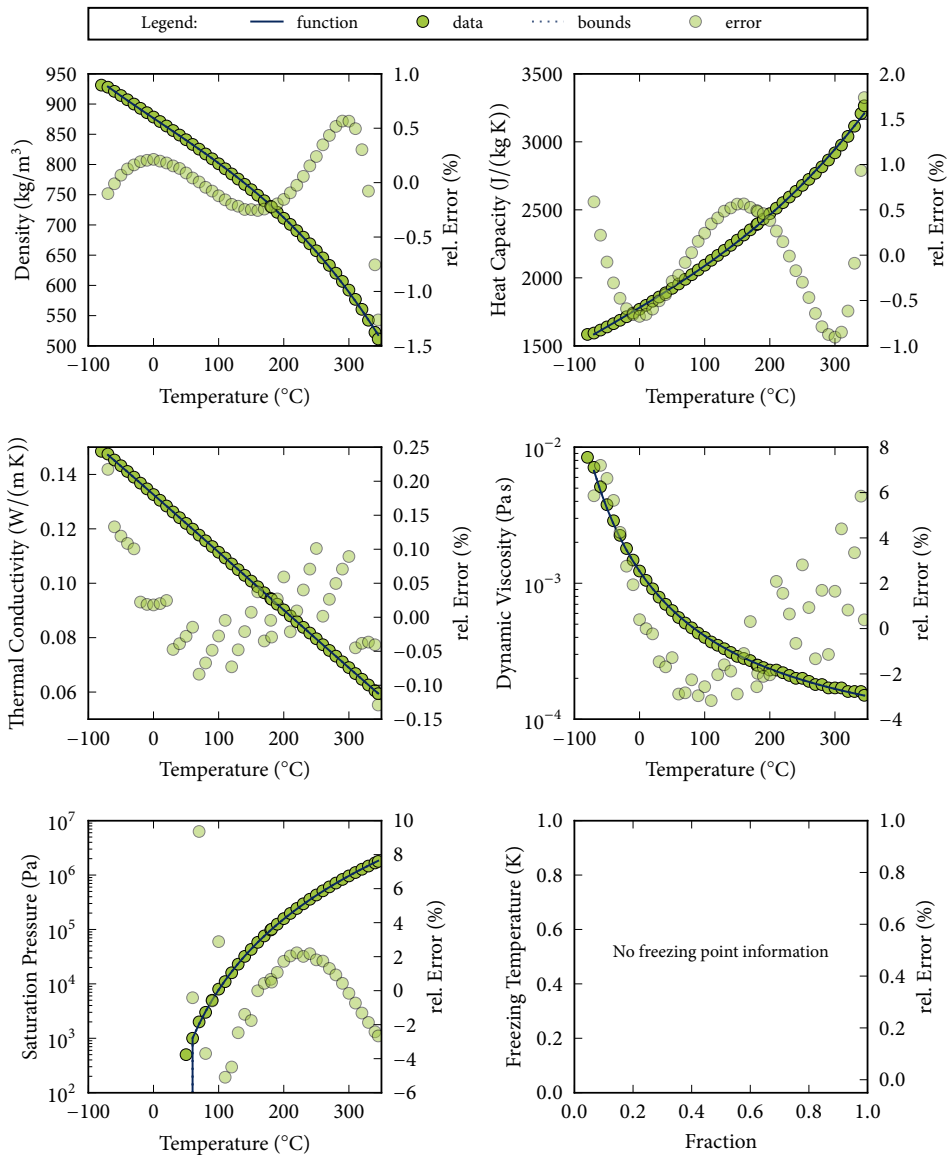 Legend: function data bounds error
950 900 850 800 750 700 650 600 550 500
Density (kg/m³)
1.0 0.5 0.0 −0.5 −1.0 −1.5
rel. Error (%)
−100 0 100 200 300
Temperature (°C)
3500 3000 2500 2000 1500
Heat Capacity (J/(kg K))
2.0 1.5 1.0 0.5 0.0 −0.5 −1.0
rel. Error (%)
−100 0 100 200 300
Temperature (°C)
0.14 0.12 0.10 0.08 0.06
Thermal Conductivity (W/(m K))
0.25 0.20 0.15 0.10 0.05 0.00 −0.05 −0.10 −0.15
rel. Error (%)
−100 0 100 200 300
Temperature (°C)
10⁻² 10⁻³ 10⁻⁴
Dynamic Viscosity (Pa s)
8 6 4 2 0 −2 −4
rel. Error (%)
−100 0 100 200 300
Temperature (°C)
10⁷ 10⁶ 10⁵ 10⁴ 10³ 10²
Saturation Pressure (Pa)
10 8 6 4 2 0 −2 −4 −6
rel. Error (%)
−100 0 100 200 300
Temperature (°C)
1.0 0.8 0.6 0.4 0.2 0.0
Freezing Temperature (K)
No freezing point information
1.0 0.8 0.6 0.4 0.2 0.0
rel. Error (%)
0.0 0.2 0.4 0.6 0.8 1.0
Fraction